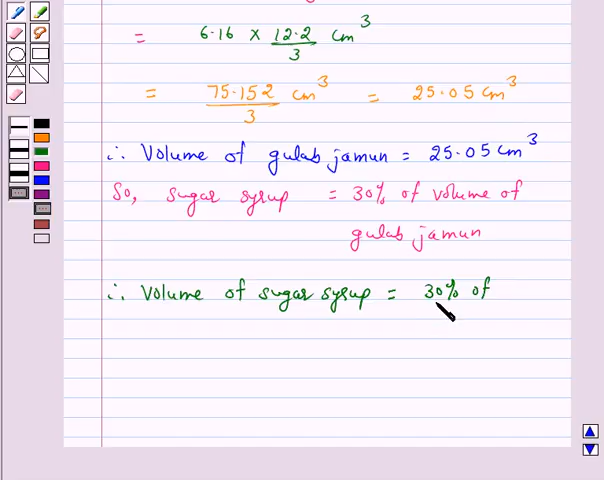 = 6.16 × 12.2/3 cm³
= 75.152/3 cm³ = 25.05 cm³
∴ Volume of gulab jamun = 25.05 cm³
So, sugar syrup = 30% of volume of
gulab jamun
∴ Volume of sugar syrup = 30% of